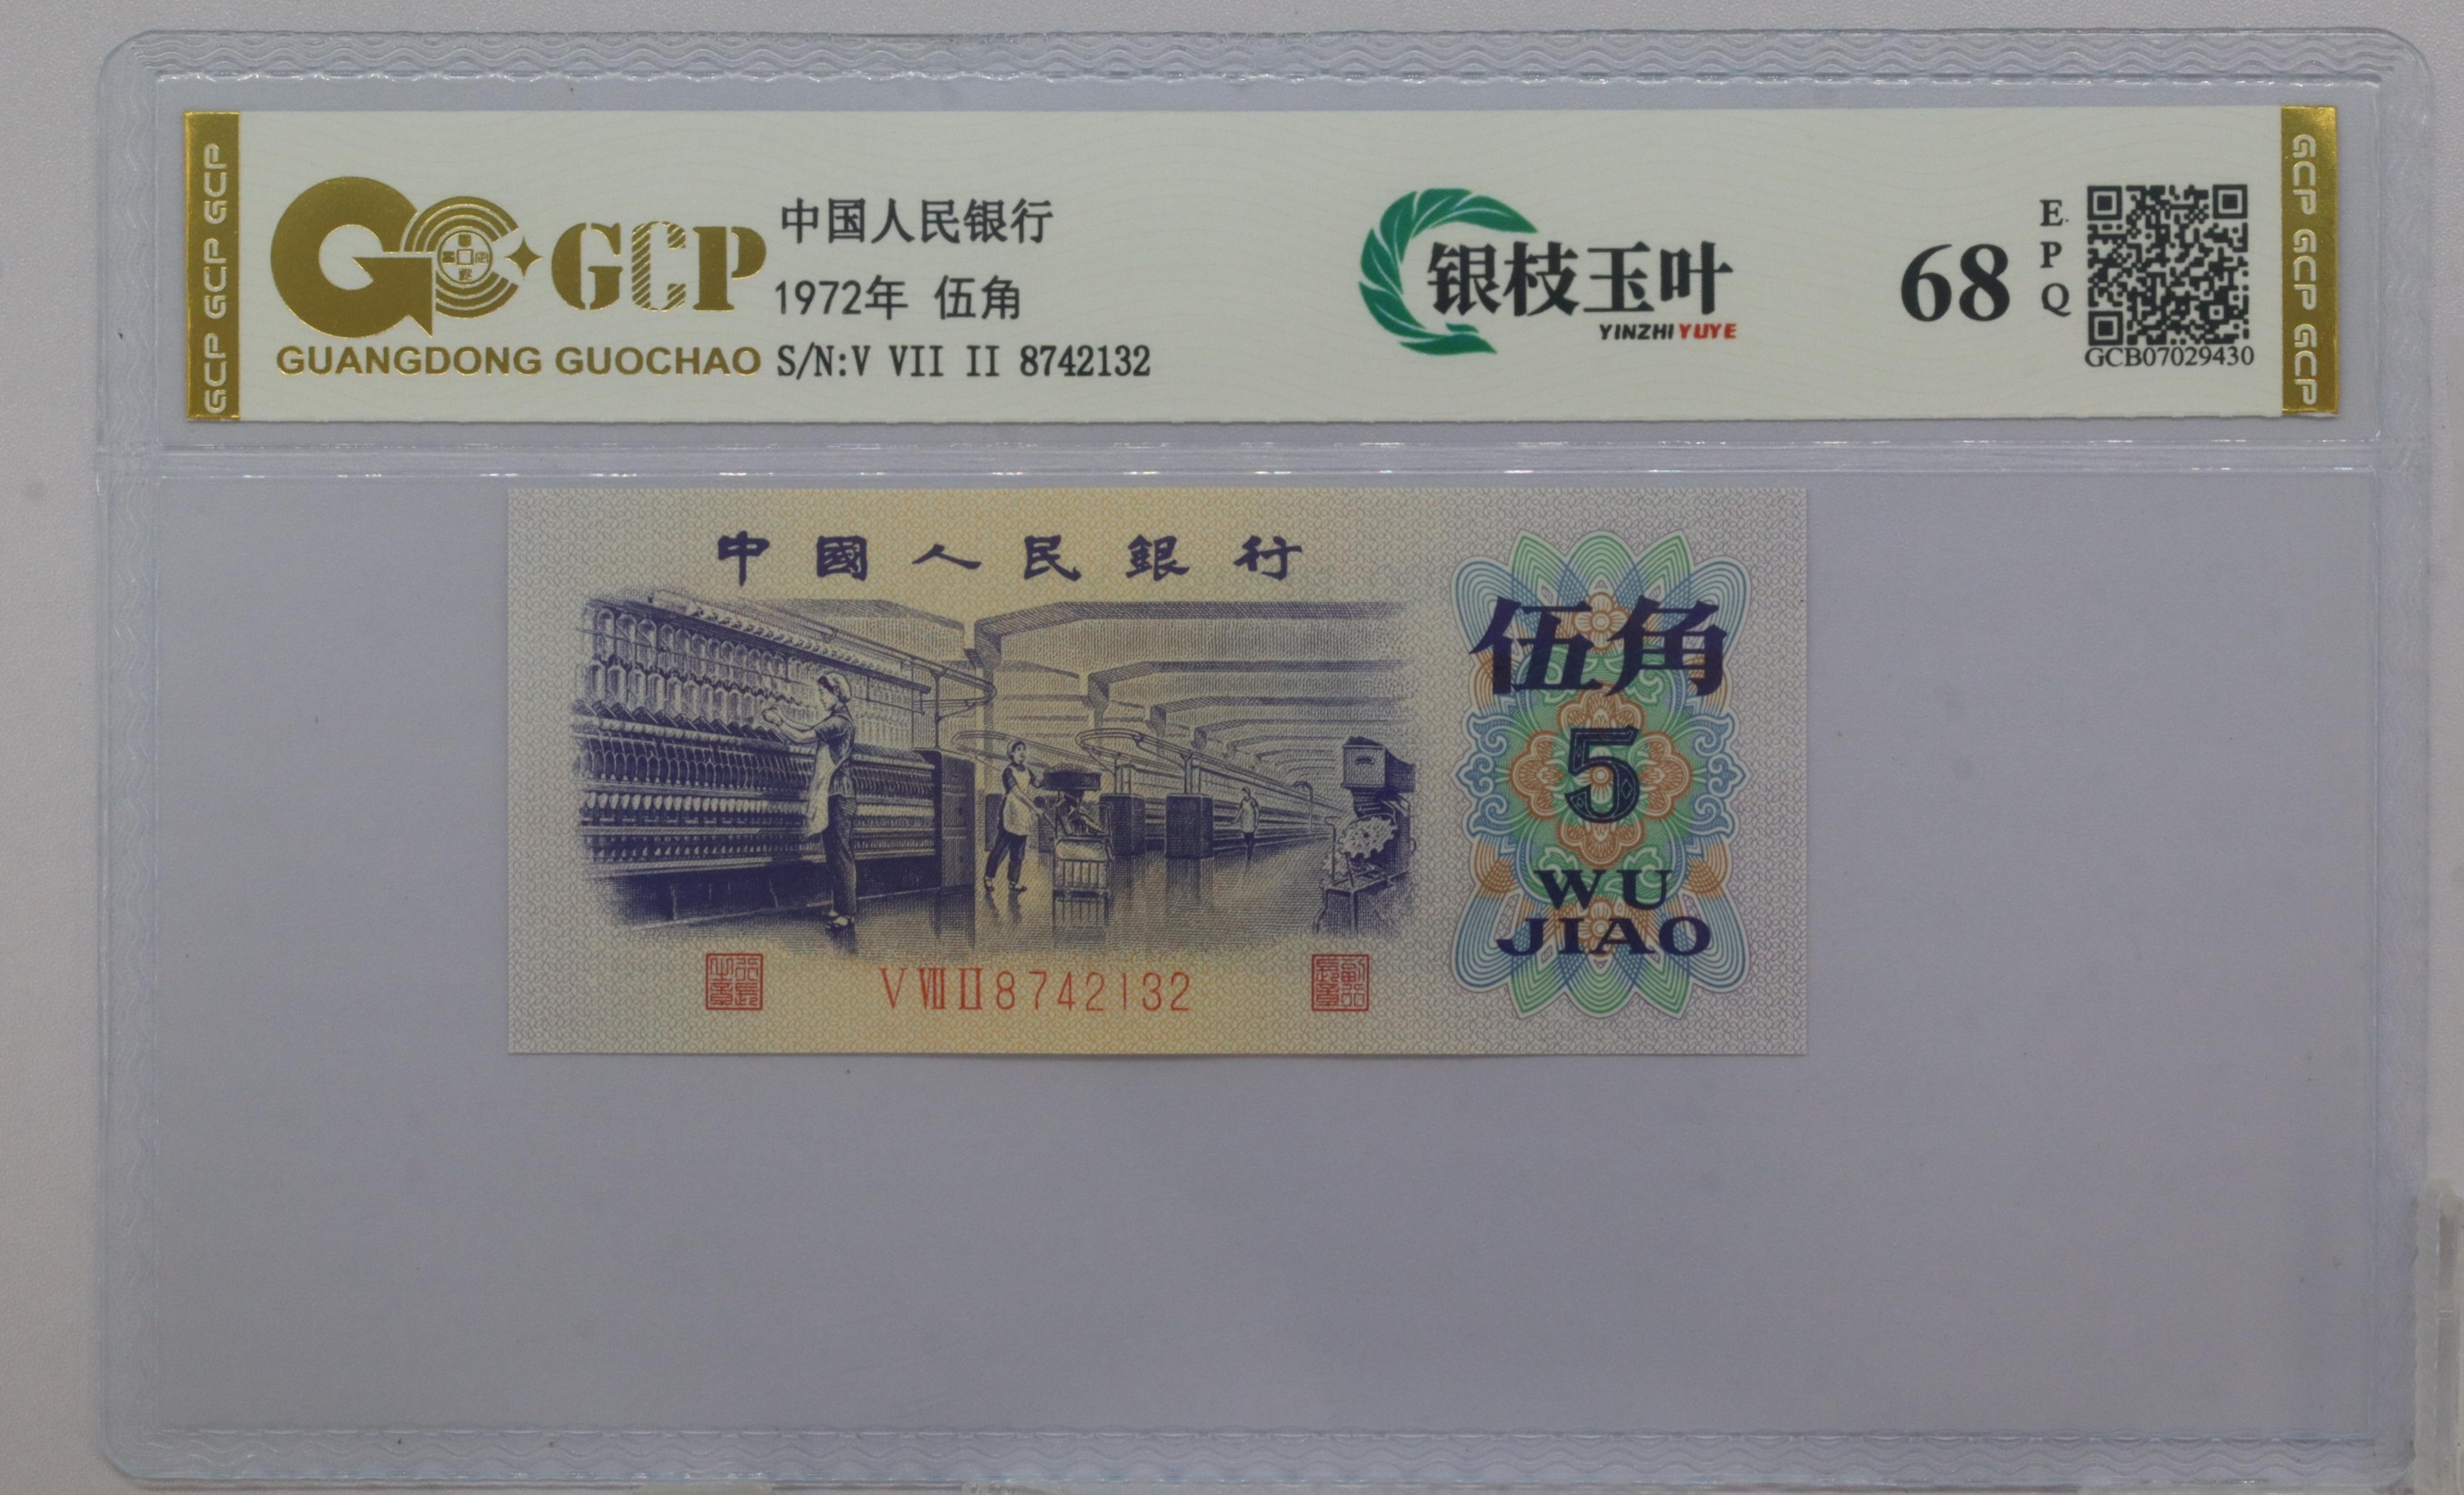 GCP GCP GCP
GCP
GUANGDONG GUOCHAO
中国人民银行
1972年 伍角
S/N:V VII II 8742132
银枝玉叶
YINZHI YUYE
68
E
P
Q
GCB07029430
GCP GCP GCP
中國人民銀行
伍角
5
WU
JIAO
V VII II 8742132